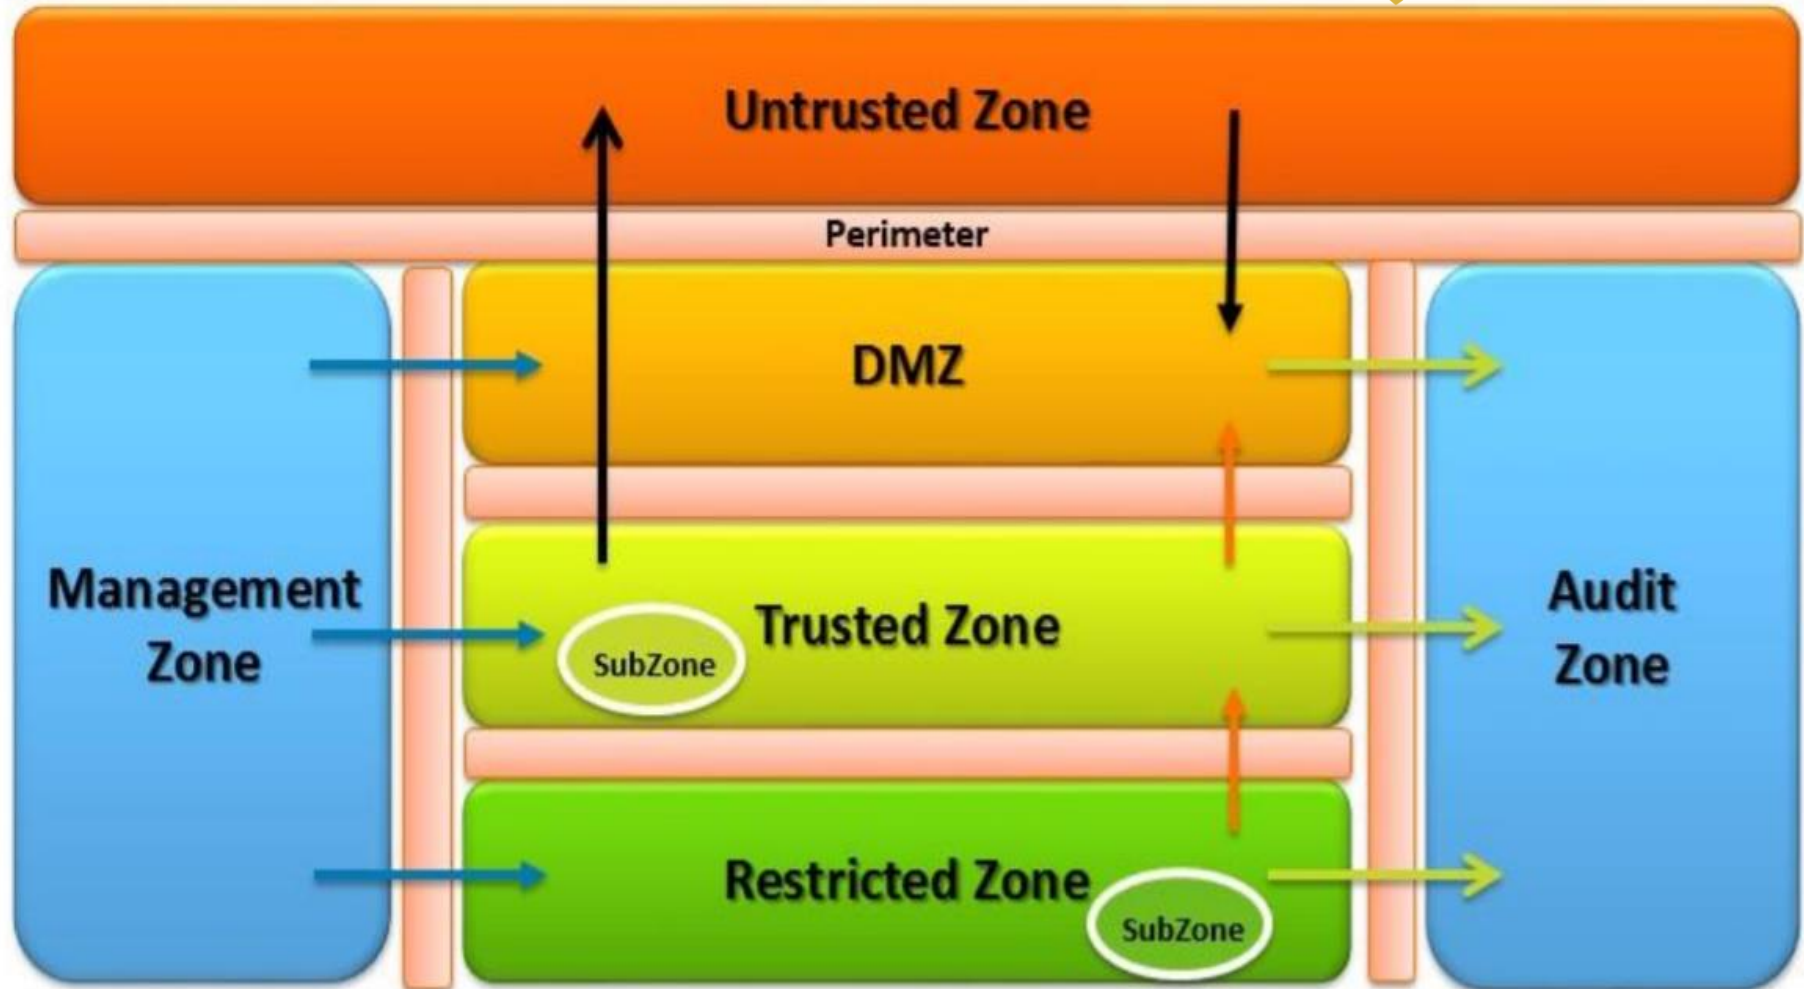 Untrusted Zone
Perimeter
DMZ
Management
Zone
Trusted Zone
SubZone
Audit
Zone
Restricted Zone
SubZone